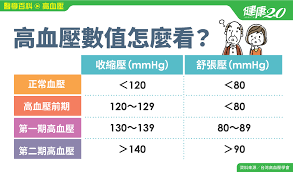 醫學百科 高血壓
健康2.0
高血壓數值怎麼看？
收縮壓(mmHg) 舒張壓(mmHg)
正常血壓 ＜120 ＜80
高血壓前期 120～129 ＜80
第一期高血壓 130～139 80～89
第二期高血壓 ＞140 ＞90
資料來源：台灣高血壓學會